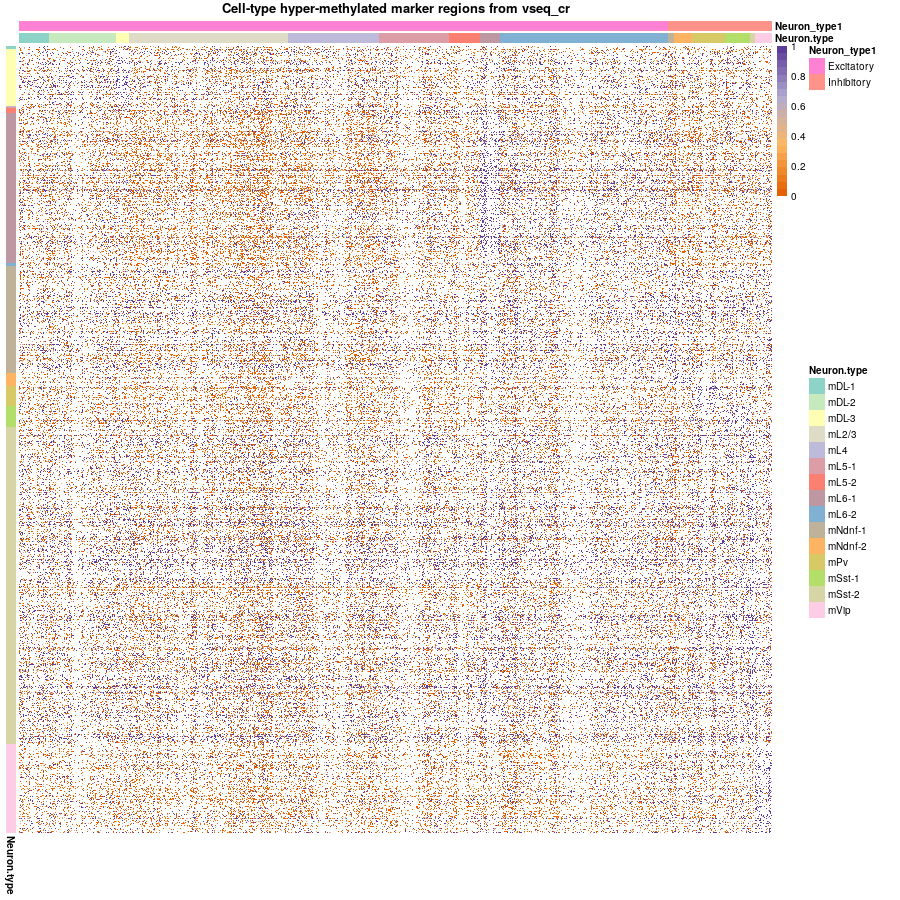 Cell-type hyper-methylated marker regions from vseq_cr
Neuron_type1
Neuron.type
1
0.8
0.6
0.4
0.2
0
Neuron_type1
Excitatory
Inhibitory
Neuron.type
mDL-1
mDL-2
mDL-3
mL2/3
mL4
mL5-1
mL5-2
mL6-1
mL6-2
mNdnf-1
mNdnf-2
mPv
mSst-1
mSst-2
mVip
Neuron.type